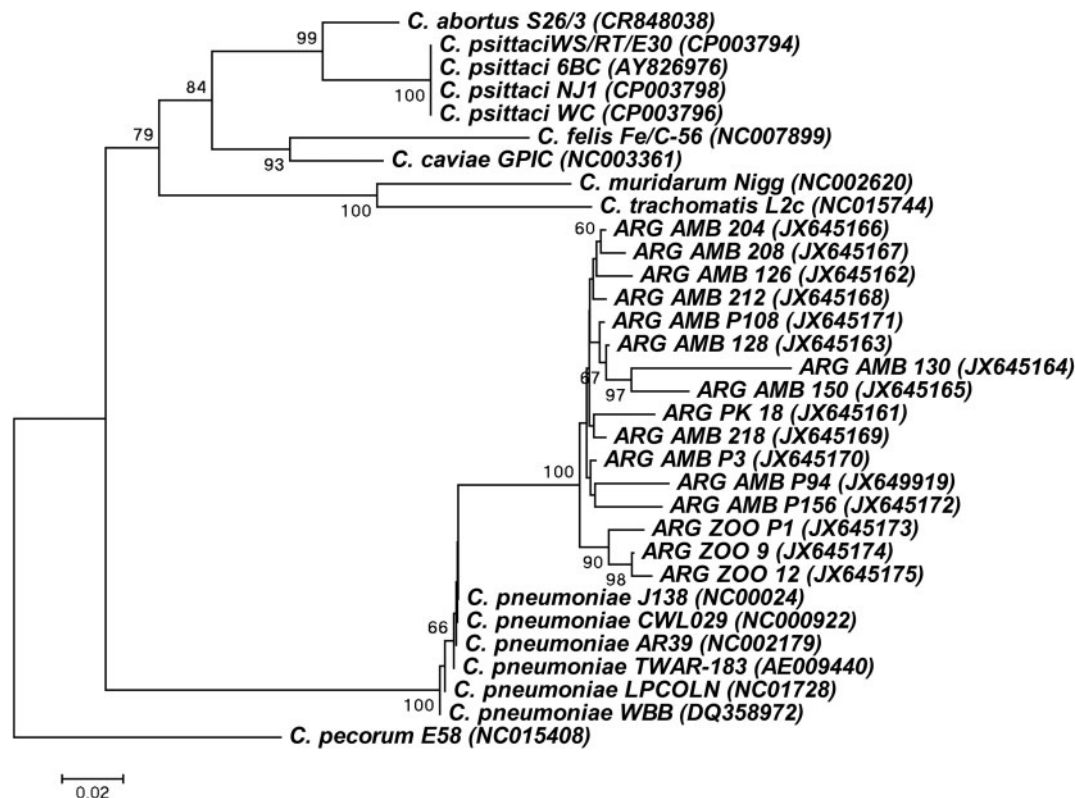 C. abortus S26/3 (CR848038)
99
C. psittaciWS/RT/E30 (CP003794)
C. psittaci 6BC (AY826976)
84
C. psittaci NJ1 (CP003798)
100
C. psittaci WC (CP003796)
79
C. felis Fe/C-56 (NC007899)
93
C. caviae GPIC (NC003361)
C. muridarum Nigg (NC002620)
100
C. trachomatis L2c (NC015744)
60
ARG AMB 204 (JX645166)
ARG AMB 208 (JX645167)
ARG AMB 126 (JX645162)
ARG AMB 212 (JX645168)
ARG AMB P108 (JX645171)
ARG AMB 128 (JX645163)
ARG AMB 130 (JX645164)
67
97
ARG AMB 150 (JX645165)
ARG PK 18 (JX645161)
ARG AMB 218 (JX645169)
ARG AMB P3 (JX645170)
100
ARG AMB P94 (JX649919)
ARG AMB P156 (JX645172)
ARG ZOO P1 (JX645173)
90
ARG ZOO 9 (JX645174)
98
ARG ZOO 12 (JX645175)
C. pneumoniae J138 (NC00024)
C. pneumoniae CWL029 (NC000922)
66
C. pneumoniae AR39 (NC002179)
C. pneumoniae TWAR-183 (AE009440)
C. pneumoniae LPCOLN (NC01728)
100
C. pneumoniae WBB (DQ358972)
C. pecorum E58 (NC015408)
0.02